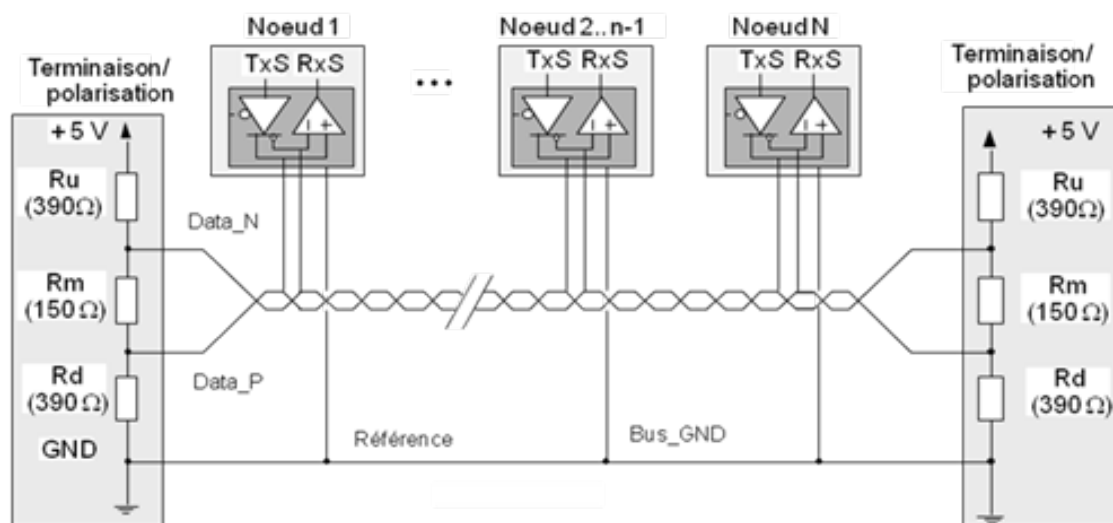 Noeud 1
Noeud 2.. n-1
Noeud N
TxS RxS
TxS RxS
TxS RxS
...
Terminaison/
polarisation
Terminaison/
polarisation
+ 5 V
+ 5 V
Ru
(390Ω)
Ru
(390Ω)
Data_N
Rm
(150 Ω)
Rm
(150 Ω)
Data_P
Rd
(390 Ω)
Rd
(390 Ω)
GND
Référence
Bus_GND